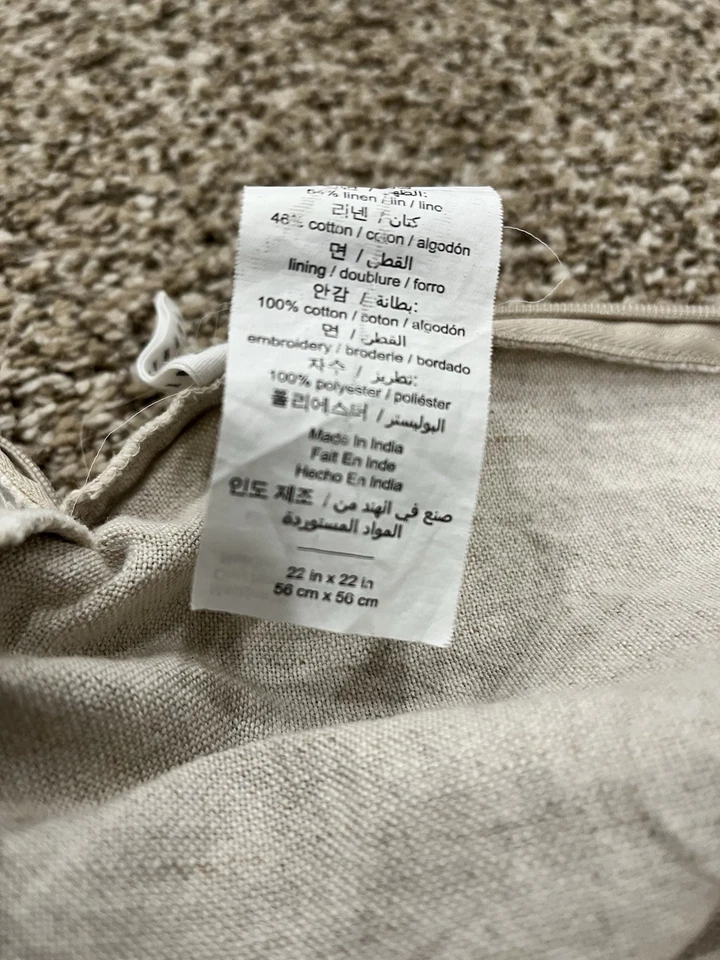 54% linen / lin / lino
리넨 / كتان
46% cotton / coton / algodón
면 / القطن
lining / doublure / forro
안감 / بطانة:
100% cotton / coton / algodón
면 / القطن
embroidery / broderie / bordado
자수 / تطريز:
100% polyester / poliéster
폴리에스터 / البوليستر
Made In India
Fait En Inde
Hecho En India
인도 제조 / صنع في الهند من
المواد المستوردة
22 in x 22 in
56 cm x 56 cm